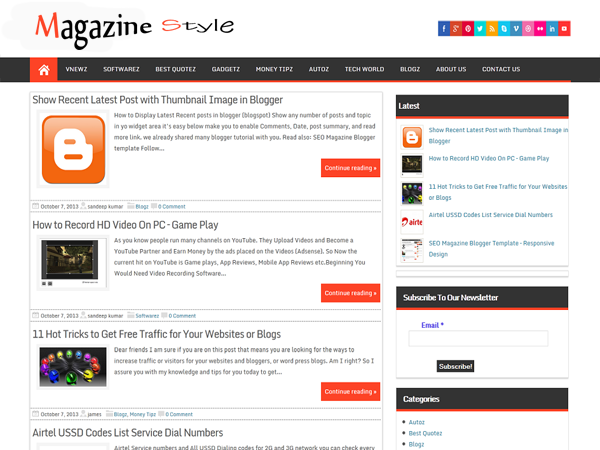 Magazine Style
VNEWZ SOFTWAREZ BEST QUOTEZ GADGETZ MONEY TIPZ AUTOZ TECH WORLD BLOGZ ABOUT US CONTACT US
Show Recent Latest Post with Thumbnail Image in Blogger
How to Display Latest Recent posts in blogger (blogspot) Show any number of posts and topic
in yo widget area it's easy below make you to enable Comments, Date, post summary, and read
more link. we already shared many blogger tutorial with you. Read also: SEO Magazine Blogger
template Follow...
Continue reading »
October 7, 2013 sandeep kumar Blogz 0 Comment
How to Record HD Video On PC - Game Play
As you know people run many channels on YouTube. They Upload Videos and Become a
YouTube Partner and Earn Money by the ads placed on the Videos (Adsense). So Now the
current hit on YouTube is Game plays, App Reviews, Mobile App Reviews etc.Beginning You
Would Need Video Recording Software...
Continue reading »
October 7, 2013 sandeep kumar Softwarez 0 Comment
11 Hot Tricks to Get Free Traffic for Your Websites or Blogs
Dear friends I am sure if you are on this post that means you are looking for the ways to
increase traffic or visitors for your websites and bloggers, or word press blogs. Am I right? So I
assure you with my knowledge and tips for you today to get...
Continue reading »
October 7, 2013 james Blogz, Money Tipz 0 Comment
Airtel USSD Codes List Service Dial Numbers
Airtel Service numbers and All USSD Dialing codes for 2G and 3G network you can check every
Latest
Show Recent Latest Post with Thumbnail Image in
Blogger
How to Record HD Video On PC - Game Play
11 Hot Tricks to Get Free Traffic for Your Websites
or Blogs
airtel
Airtel USSD Codes List Service Dial Numbers
SEO Magazine Blogger Template - Responsive
Design
Subscribe To Our Newsletter
Email *
Subscribe!
Categories
Autoz
Best Quotez
Blogz